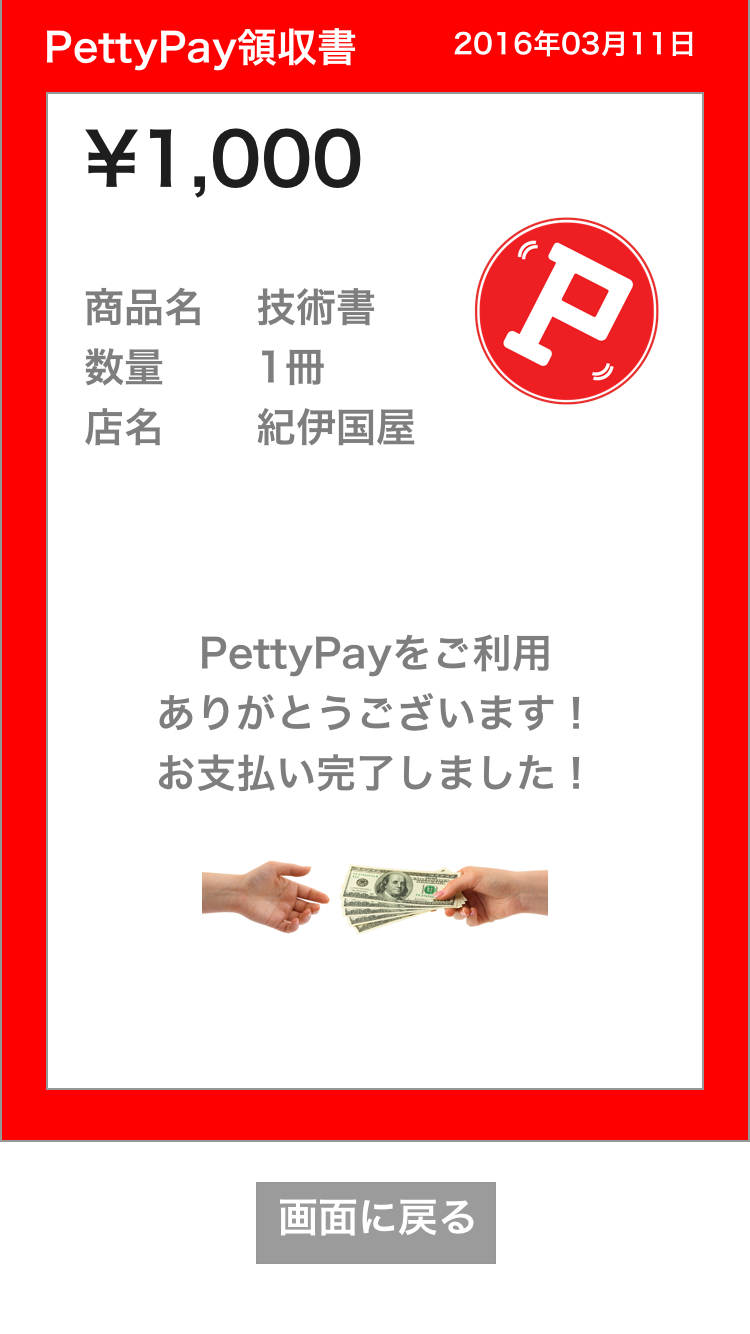 PettyPay領収書 2016年03月11日
¥1,000
P
商品名 技術書
数量 1冊
店名 紀伊国屋
PettyPayをご利用
ありがとうございます！
お支払い完了しました！
画面に戻る